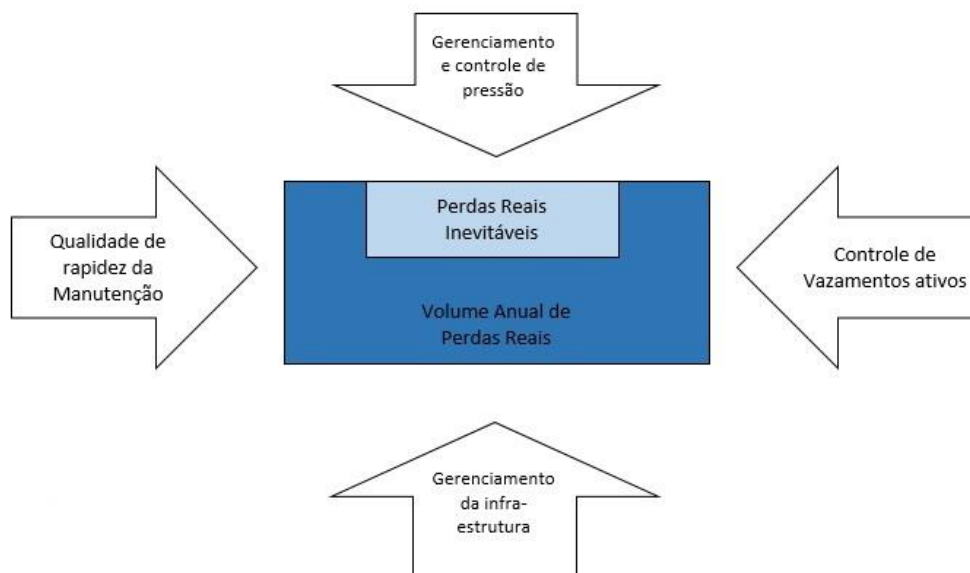 Gerenciamento
e controle de
pressão
Perdas Reais
Inevitáveis
Qualidade de
rapidez da
Manutenção
Controle de
Vazamentos ativos
Volume Anual de
Perdas Reais
Gerenciamento
da infra-
estrutura